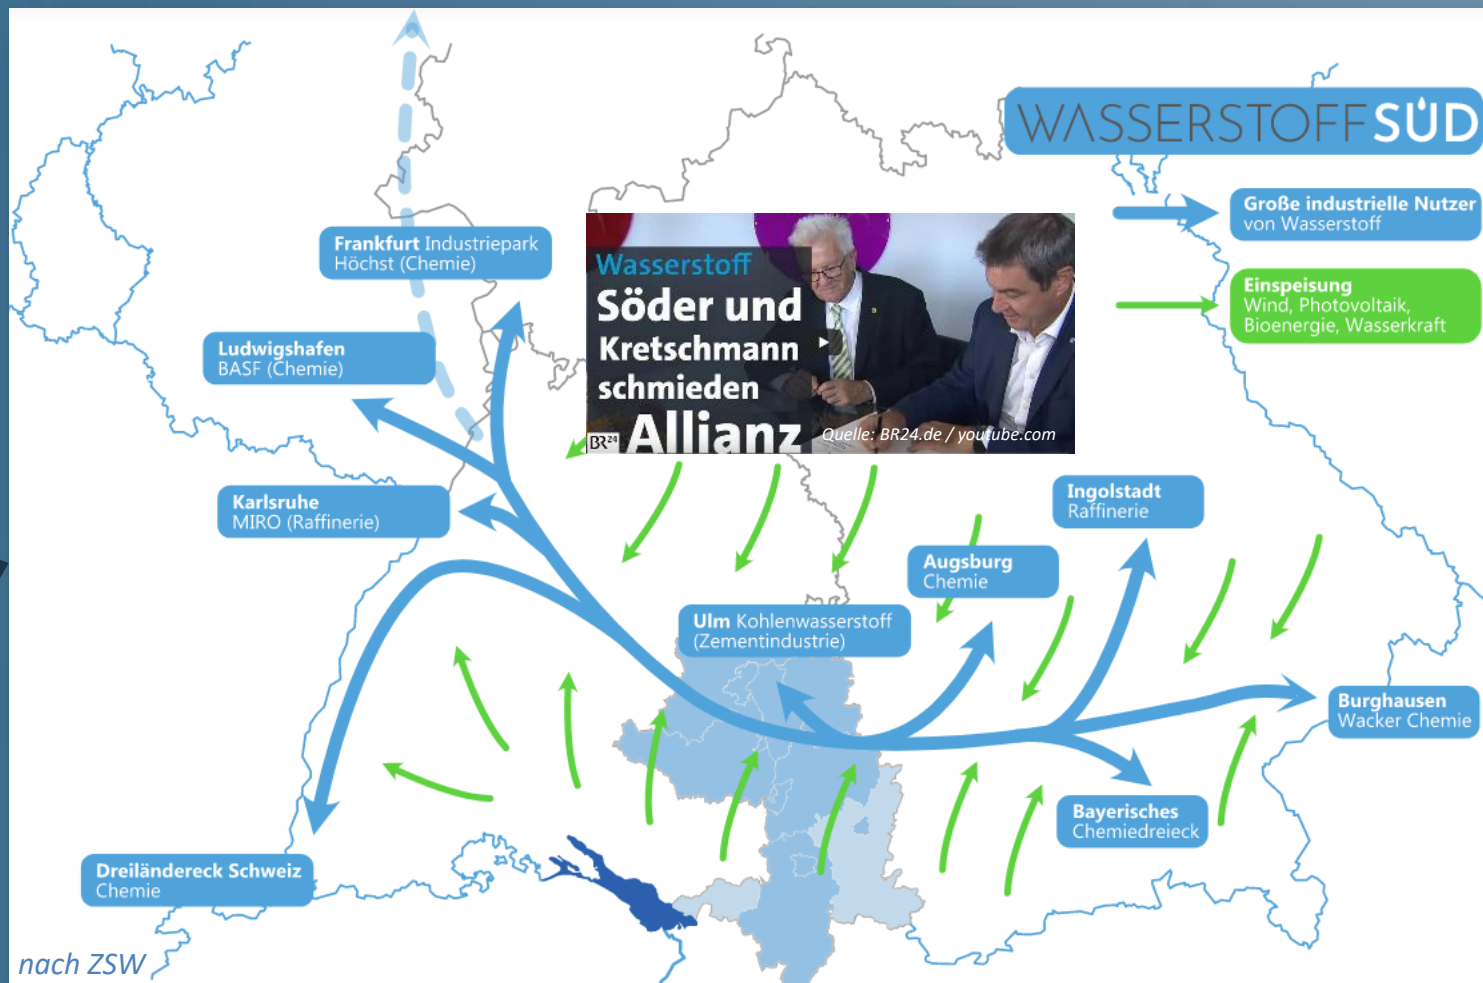 WASSERSTOFF SÜD
Große industrielle Nutzer
von Wasserstoff
Einspeisung
Wind, Photovoltaik,
Bioenergie, Wasserkraft
Frankfurt Industriepark
Höchst (Chemie)
Wasserstoff
Söder und
Kretschmann
schmieden
Allianz
BR24
Quelle: BR24.de / youtube.com
Ludwigshafen
BASF (Chemie)
Karlsruhe
MIRO (Raffinerie)
Ingolstadt
Raffinerie
Augsburg
Chemie
Ulm Kohlenwasserstoff
(Zementindustrie)
Burghausen
Wacker Chemie
Bayerisches
Chemiedreieck
Dreiländereck Schweiz
Chemie
nach ZSW